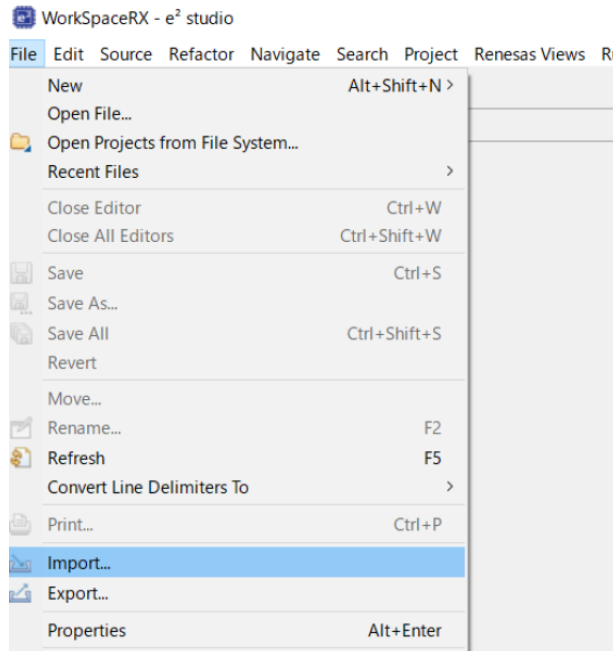 WorkSpaceRX - e² studio
File Edit Source Refactor Navigate Search Project Renesas Views
New Alt+Shift+N >
Open File...
Open Projects from File System...
Recent Files >
Close Editor Ctrl+W
Close All Editors Ctrl+Shift+W
Save Ctrl+S
Save As...
Save All Ctrl+Shift+S
Revert
Move...
Rename... F2
Refresh F5
Convert Line Delimiters To >
Print... Ctrl+P
Import...
Export...
Properties Alt+Enter